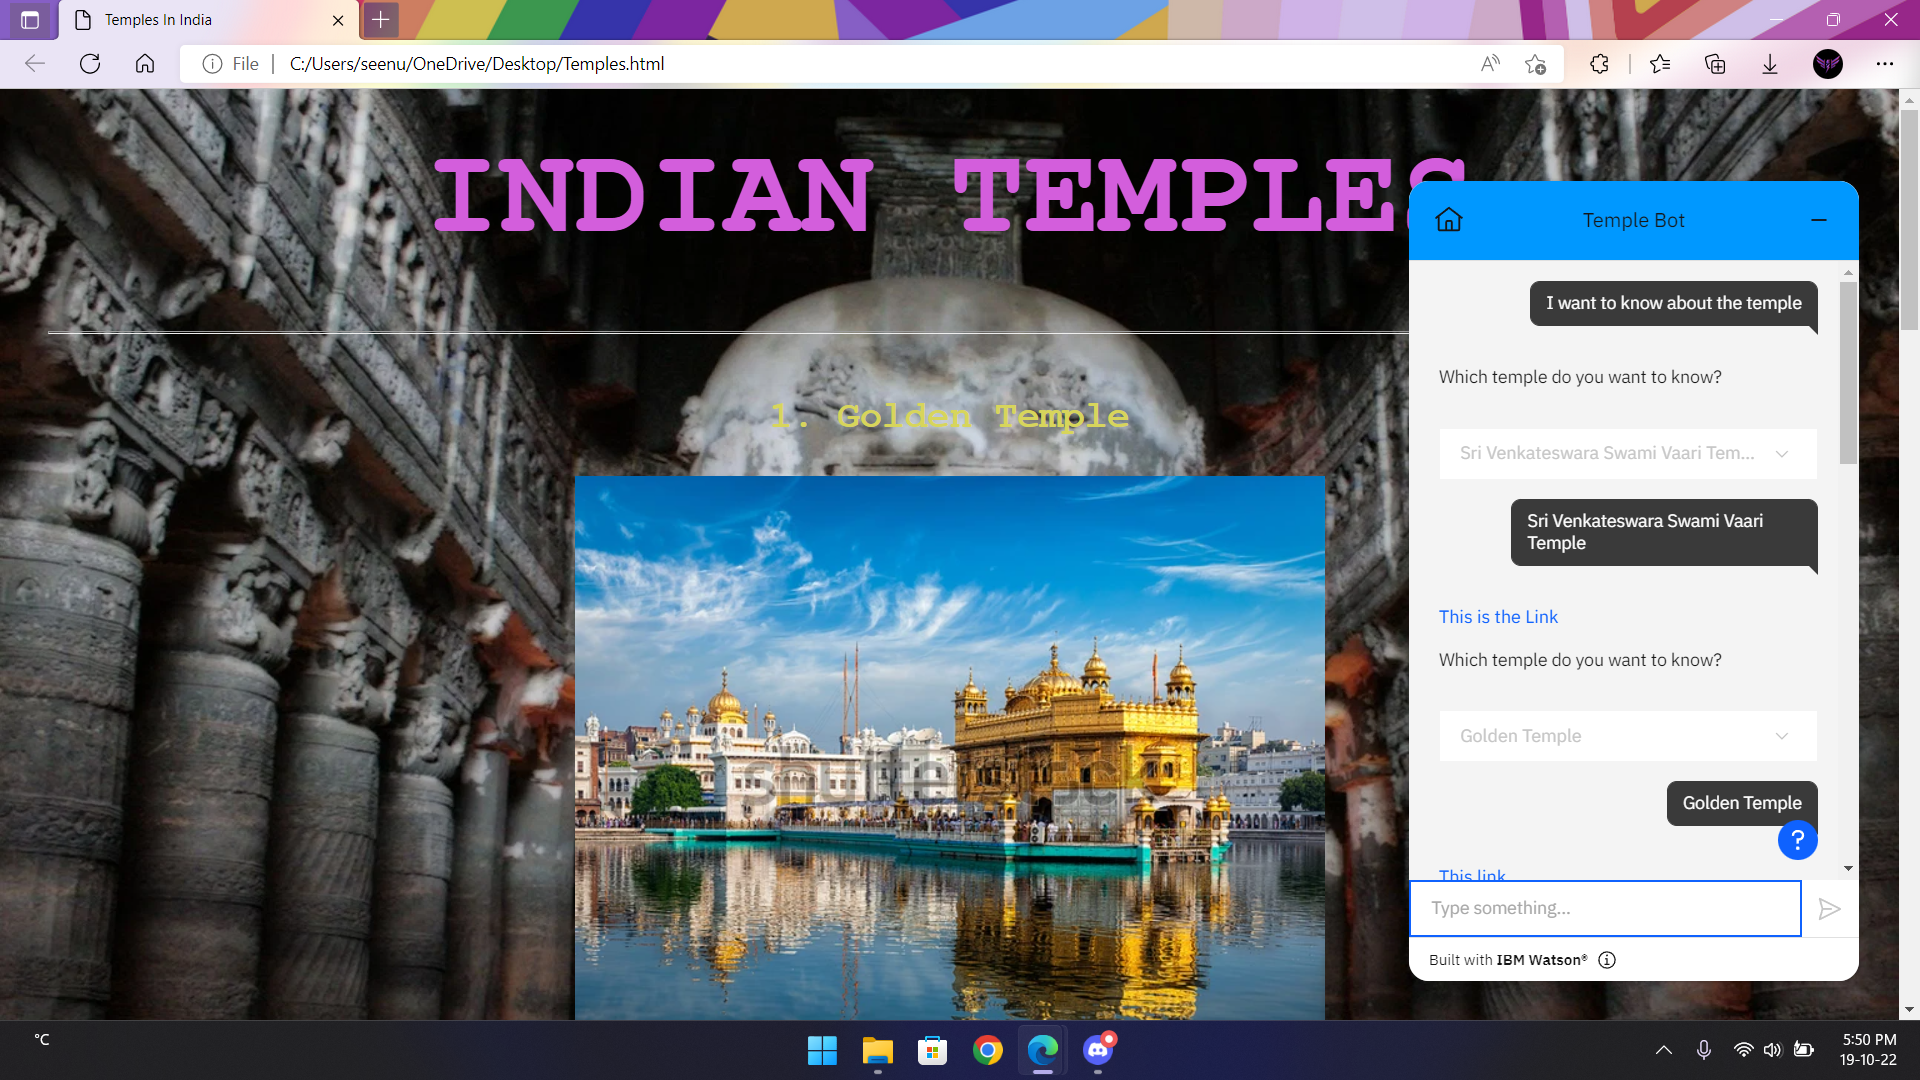 Temples In India
File
C:/Users/seenu/OneDrive/Desktop/Temples.html
INDIAN TEMPLES
1. Golden Temple
shutterstock
Temple Bot
I want to know about the temple
Which temple do you want to know?
Sri Venkateswara Swami Vaari Tem...
Sri Venkateswara Swami Vaari
Temple
This is the Link
Which temple do you want to know?
Golden Temple
Golden Temple
?
This link
Type something...
Built with IBM Watson®
°C
5:50 PM
19-10-22